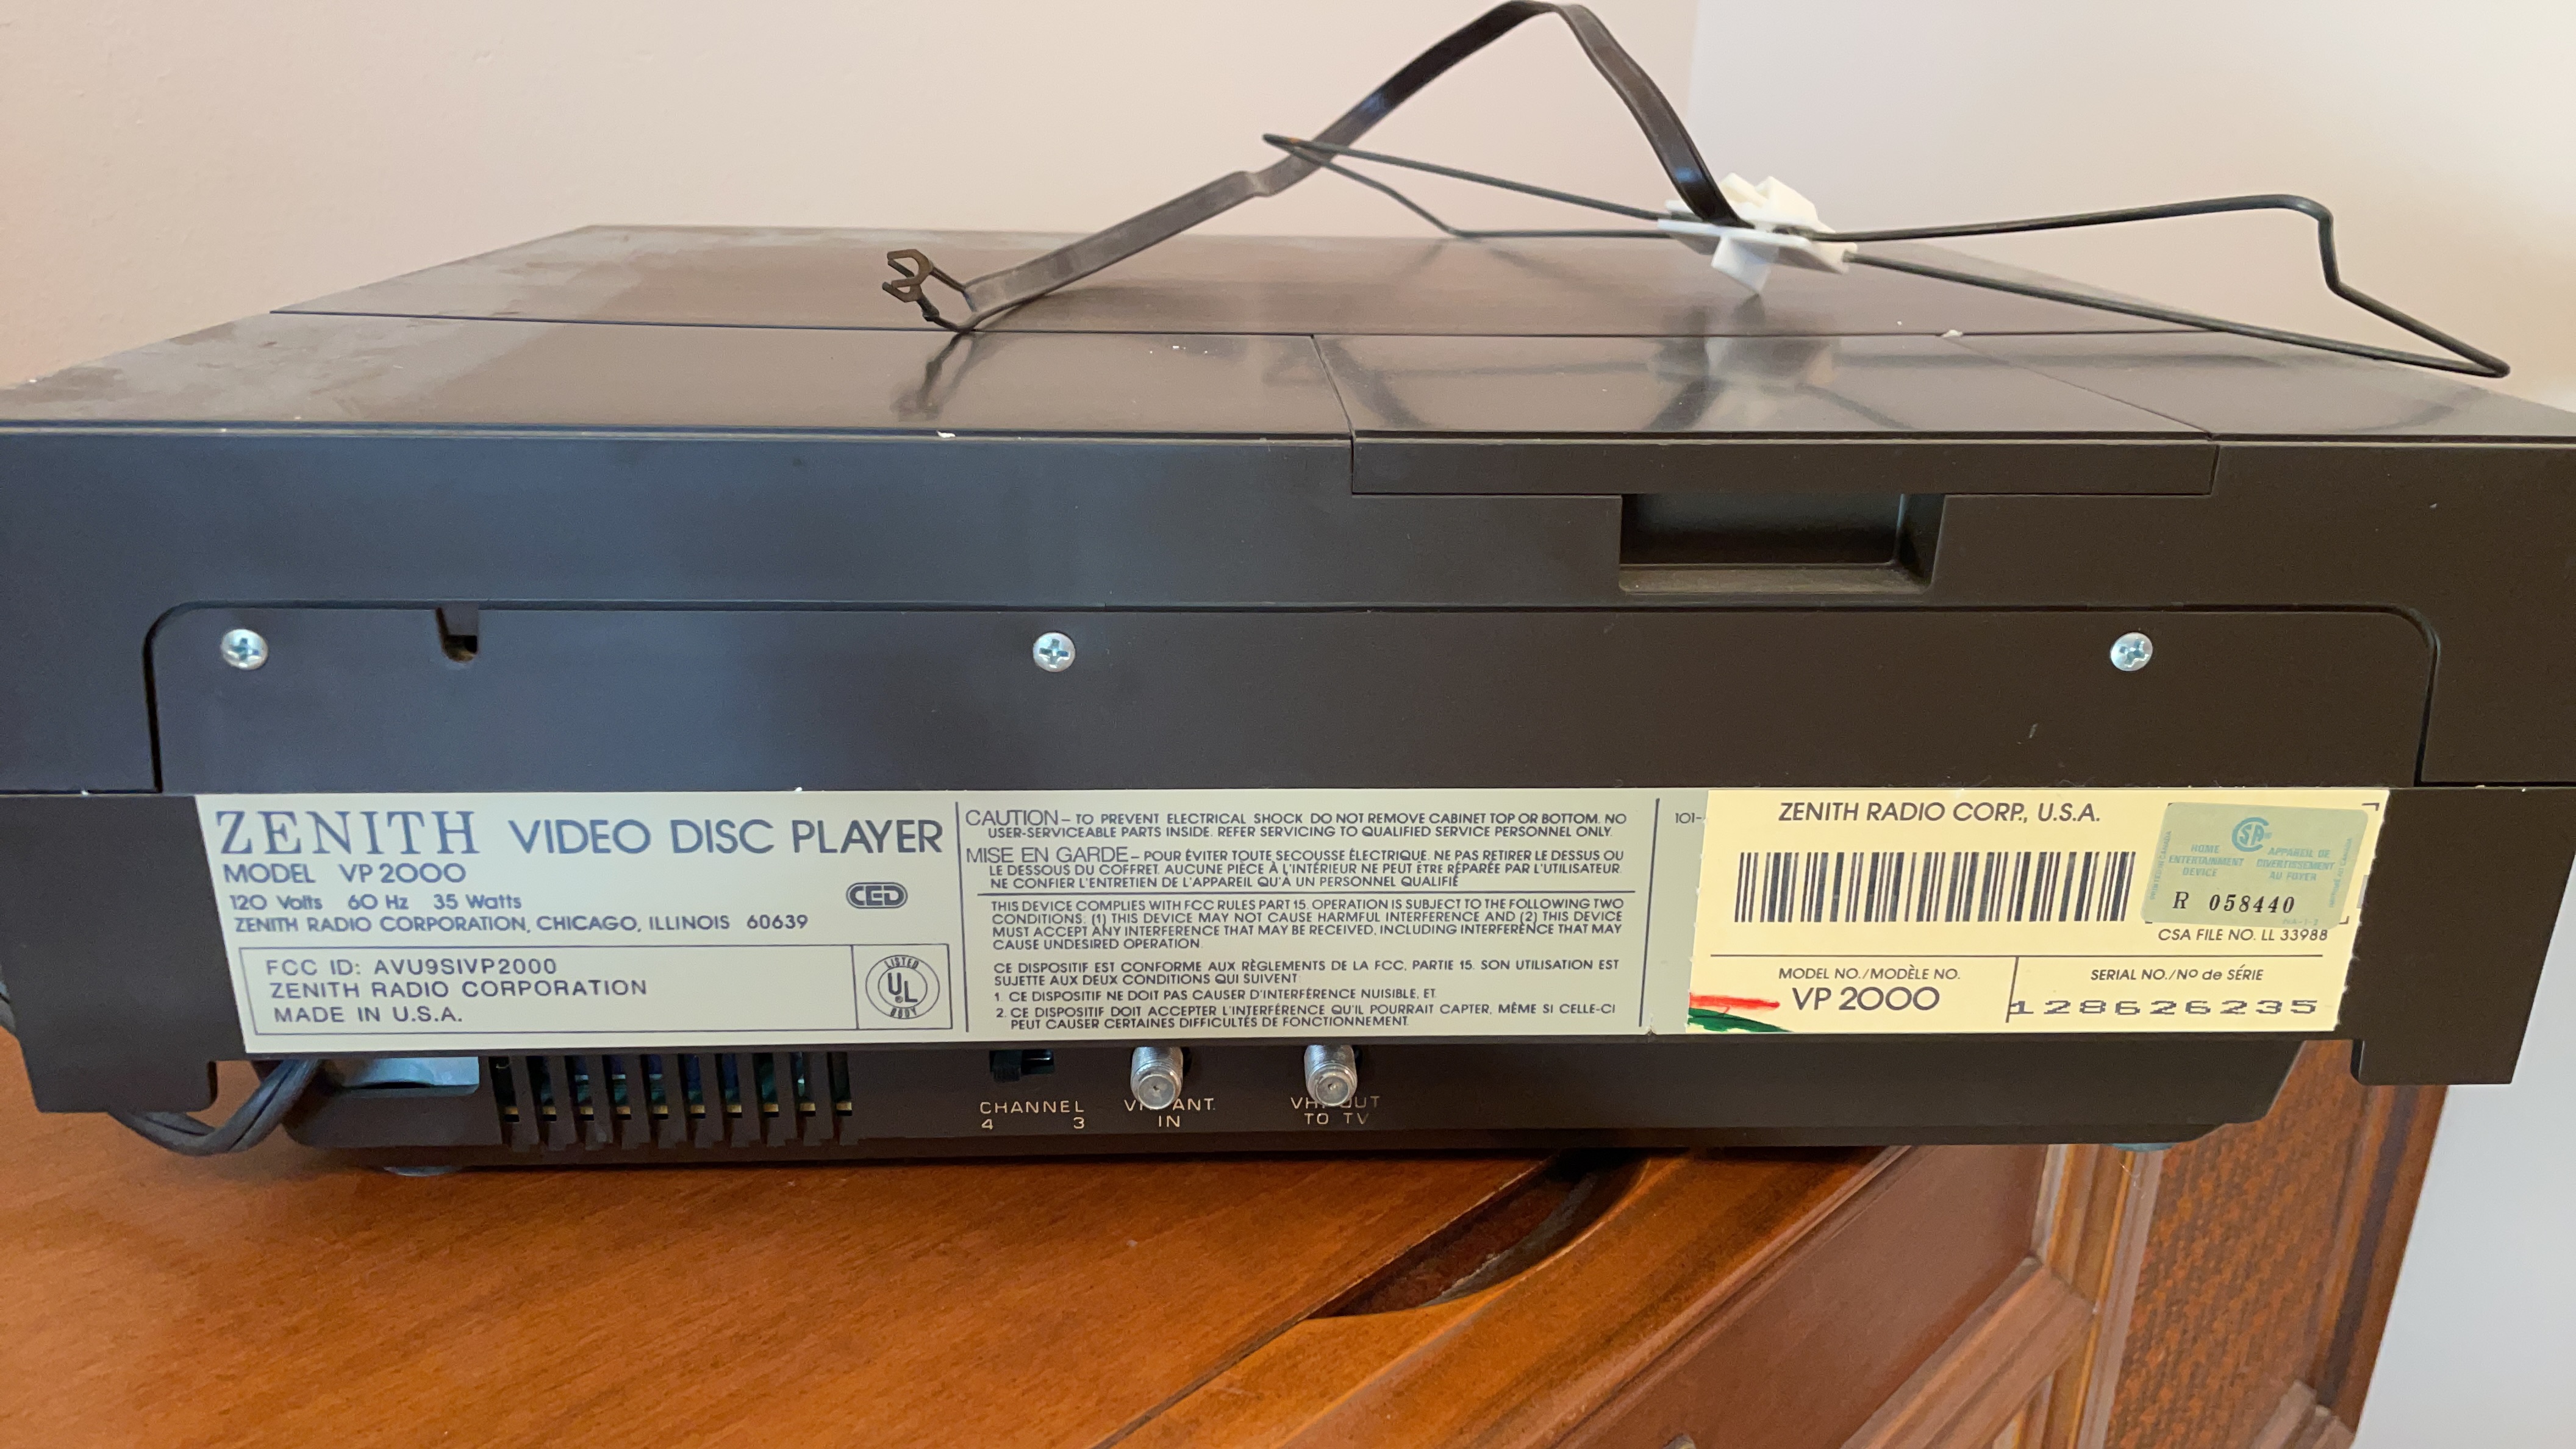 ZENITH VIDEO DISC PLAYER
MODEL VP 2000
120 Volts 60 Hz 35 Watts
CED
ZENITH RADIO CORPORATION, CHICAGO, ILLINOIS 60639
FCC ID: AVU9SIVP2000
ZENITH RADIO CORPORATION
MADE IN U.S.A.
LISTED
UL
CAUTION – TO PREVENT ELECTRICAL SHOCK DO NOT REMOVE CABINET TOP OR BOTTOM. NO
USER-SERVICEABLE PARTS INSIDE. REFER SERVICING TO QUALIFIED SERVICE PERSONNEL ONLY.
MISE EN GARDE – POUR ÉVITER TOUTE SECOUSSE ÉLECTRIQUE. NE PAS RETIRER LE DESSUS OU
LE DESSOUS DU COFFRET. AUCUNE PIECE À L'INTÉRIEUR NE PEUT ÊTRE RÉPARÉE PAR L'UTILISATEUR.
NE CONFIER L'ENTRETIEN DE L'APPAREIL QU'À UN PERSONNEL QUALIFIÉ
THIS DEVICE COMPLIES WITH FCC RULES PART 15. OPERATION IS SUBJECT TO THE FOLLOWING TWO
CONDITIONS: (1) THIS DEVICE MAY NOT CAUSE HARMFUL INTERFERENCE AND (2) THIS DEVICE
MUST ACCEPT ANY INTERFERENCE THAT MAY BE RECEIVED, INCLUDING INTERFERENCE THAT MAY
CAUSE UNDESIRED OPERATION.
CE DISPOSITIF EST CONFORME AUX RÈGLEMENTS DE LA FCC, PARTIE 15. SON UTILISATION EST
SUJETTE AUX DEUX CONDITIONS QUI SUIVENT
1. CE DISPOSITIF NE DOIT PAS CAUSER D'INTERFÉRENCE NUISIBLE, ET
2. CE DISPOSITIF DOIT ACCEPTER L'INTERFÉRENCE QU'IL POURRAIT CAPTER, MÊME SI CELLE-CI
PEUT CAUSER CERTAINES DIFFICULTÉS DE FONCTIONNEMENT.
101-
ZENITH RADIO CORP., U.S.A.
HOME ENTERTAINMENT DEVICE
APPAREIL DE DIVERTISSEMENT AU FOYER
R 058440
CSA FILE NO. LL 33988
MODEL NO./MODÈLE NO.
VP 2000
SERIAL NO./Nº de SÉRIE
128626235
CHANNEL
4 3
ANT.
IN
TO TV